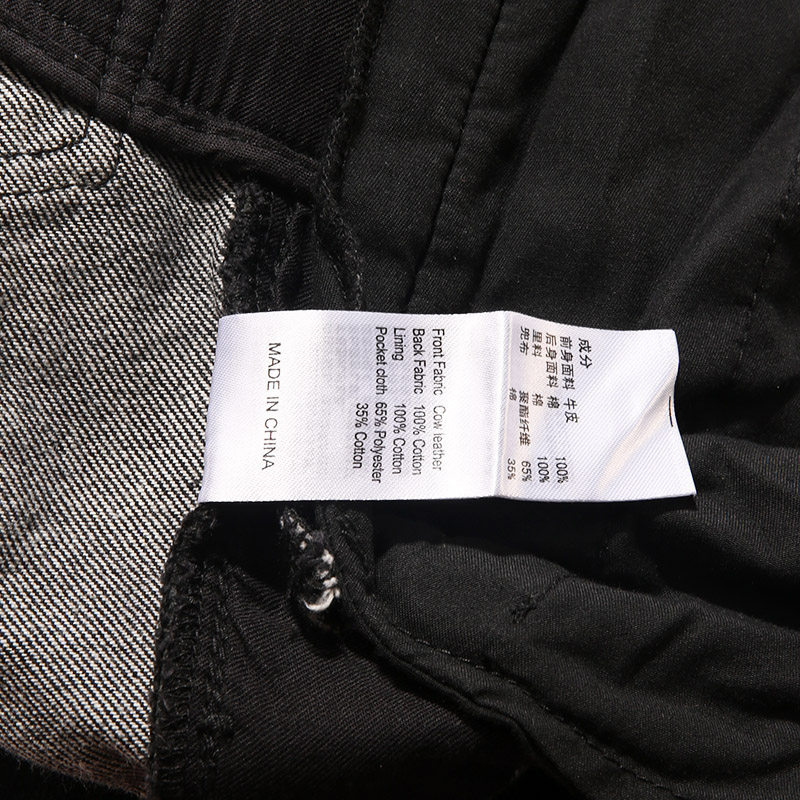 成分
前身面料 牛皮
后身面料 棉 100%
里料 棉 100%
兜布 聚酯纤维 65%
棉 35%
Front Fabric Cow leather
Back Fabric 100% Cotton
Lining 100% Cotton
Pocket cloth 65% Polyester
35% Cotton
MADE IN CHINA